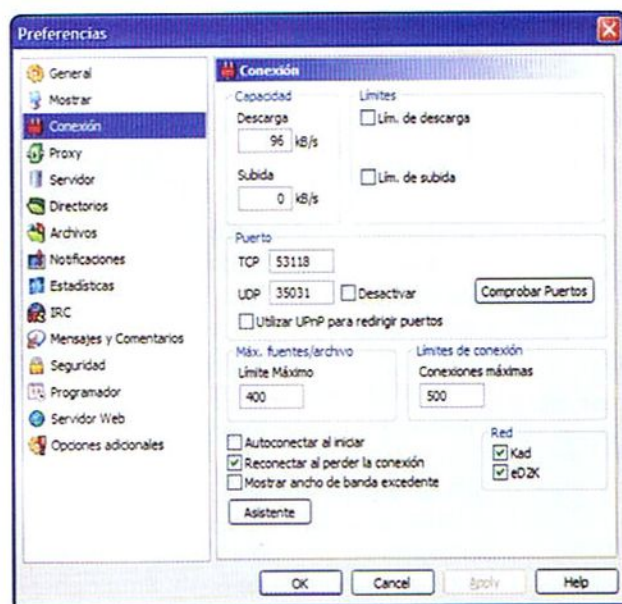 Preferencias
General
Mostrar
Conexión
Proxy
Servidor
Directorios
Archivos
Notificaciones
Estadísticas
IRC
Mensajes y Comentarios
Seguridad
Programador
Servidor Web
Opciones adicionales
Conexión
Capacidad
Descarga
96 kB/s
Subida
0 kB/s
Límites
Lím. de descarga
Lím. de subida
Puerto
TCP 53118
UDP 35031 Desactivar Comprobar Puertos
Utilizar UPnP para redirigir puertos
Máx. fuentes/archivo
Límite Máximo
400
Límites de conexión
Conexiones máximas
500
Autoconectar al iniciar
Reconectar al perder la conexión
Mostrar ancho de banda excedente
Red
Kad
eD2K
Asistente
OK Cancel Apply Help